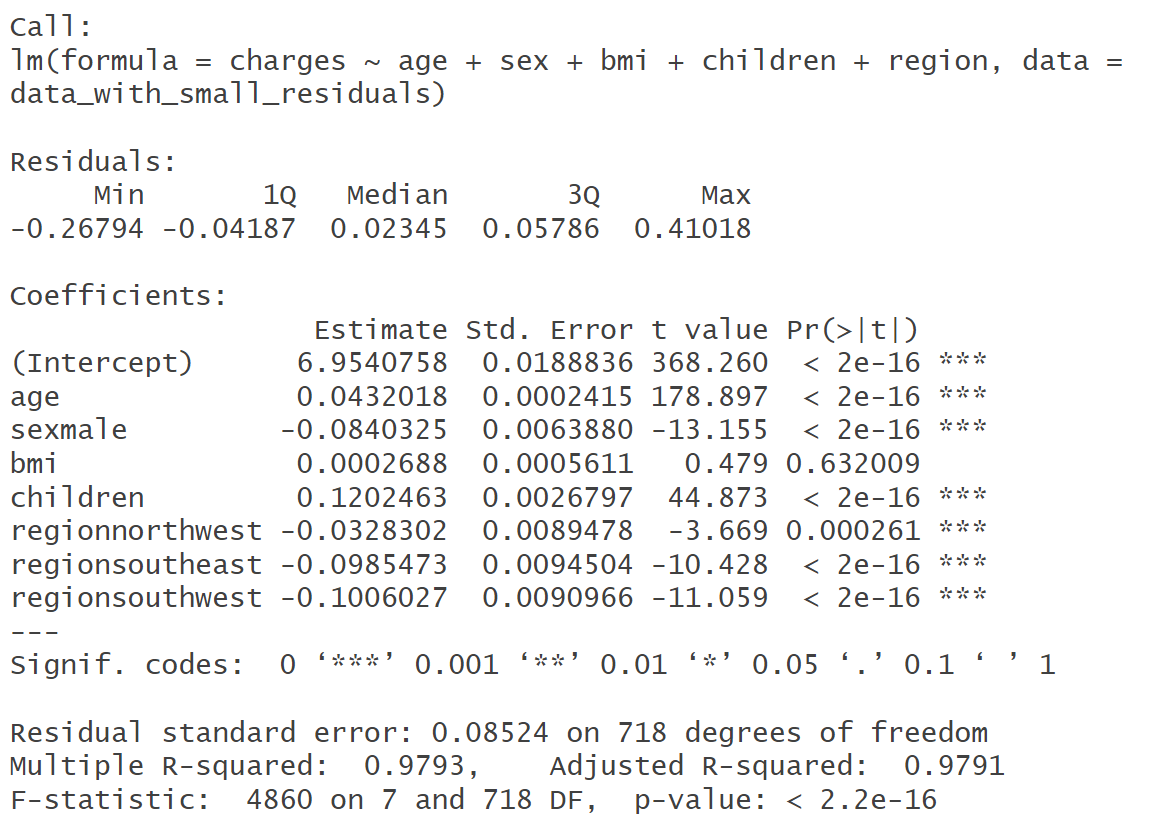 Call:
lm(formula = charges ~ age + sex + bmi + children + region, data =
data_with_small_residuals)

Residuals:
     Min       1Q   Median       3Q      Max
-0.26794 -0.04187  0.02345  0.05786  0.41018

Coefficients:
                  Estimate Std. Error t value Pr(>|t|)
(Intercept)      6.9540758  0.0188836 368.260  < 2e-16 ***
age              0.0432018  0.0002415 178.897  < 2e-16 ***
sexmale         -0.0840325  0.0063880 -13.155  < 2e-16 ***
bmi              0.0002688  0.0005611   0.479 0.632009
children         0.1202463  0.0026797  44.873  < 2e-16 ***
regionnorthwest -0.0328302  0.0089478  -3.669 0.000261 ***
regionsoutheast -0.0985473  0.0094504 -10.428  < 2e-16 ***
regionsouthwest -0.1006027  0.0090966 -11.059  < 2e-16 ***
---
Signif. codes:  0 ‘***’ 0.001 ‘**’ 0.01 ‘*’ 0.05 ‘.’ 0.1 ‘ ’ 1

Residual standard error: 0.08524 on 718 degrees of freedom
Multiple R-squared:  0.9793,    Adjusted R-squared:  0.9791
F-statistic:  4860 on 7 and 718 DF,  p-value: < 2.2e-16